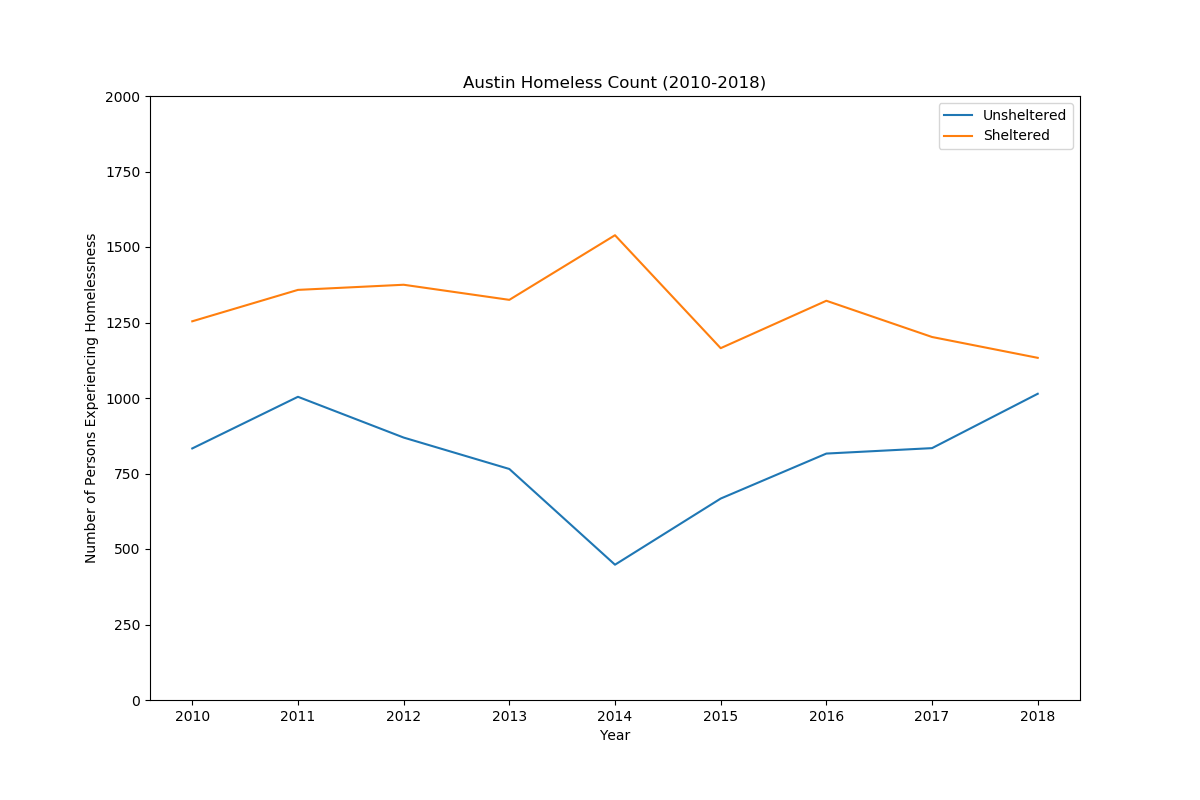 Austin Homeless Count (2010-2018)
Unsheltered
Sheltered
Number of Persons Experiencing Homelessness
2000
1750
1500
1250
1000
750
500
250
0
2010 2011 2012 2013 2014 2015 2016 2017 2018
Year